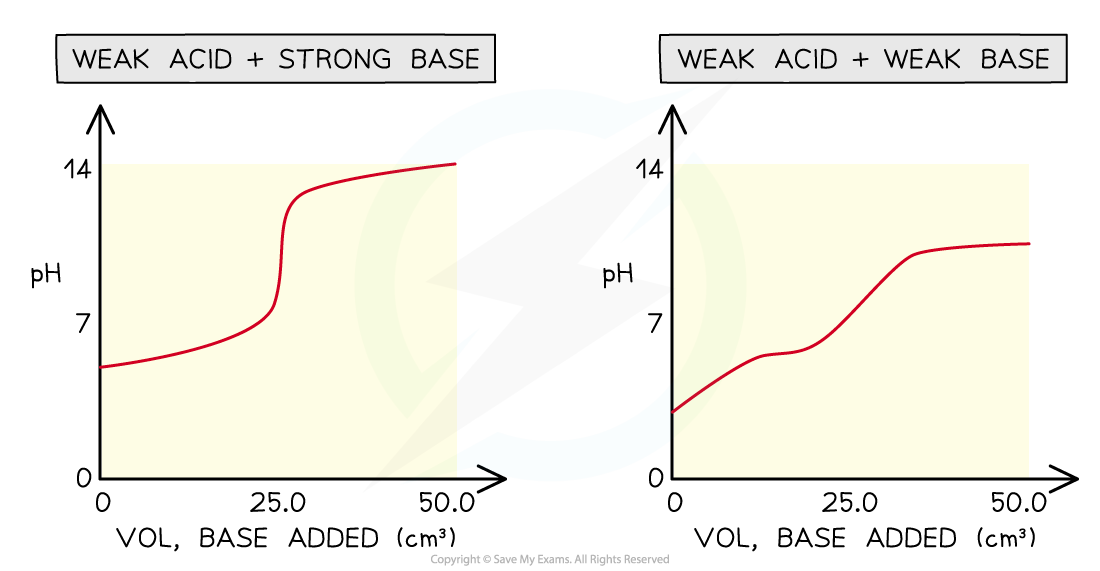 WEAK ACID + STRONG BASE
14
pH
7
0
0 25.0 50.0
VOL, BASE ADDED (cm³)
WEAK ACID + WEAK BASE
14
pH
7
0
0 25.0 50.0
VOL, BASE ADDED (cm³)
Copyright © Save My Exams. All Rights Reserved